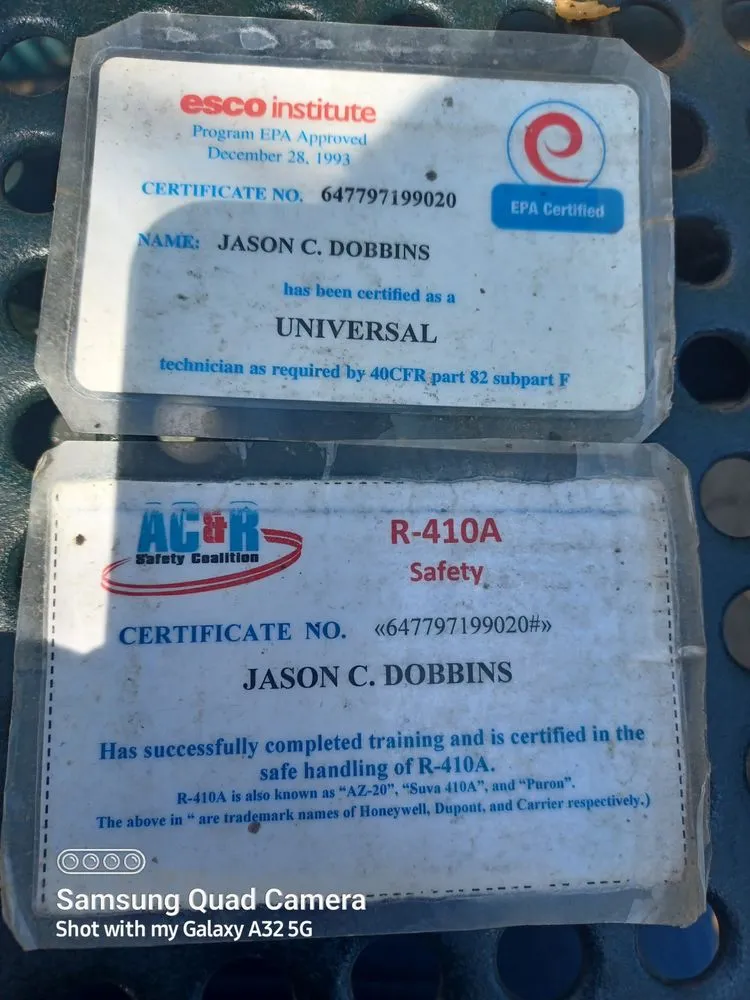 esco institute
Program EPA Approved
December 28, 1993
EPA Certified
CERTIFICATE NO. 647797199020
NAME: JASON C. DOBBINS
has been certified as a
UNIVERSAL
technician as required by 40CFR part 82 subpart F
AC&R
Safety Coalition
R-410A
Safety
CERTIFICATE NO. «647797199020#»
JASON C. DOBBINS
Has successfully completed training and is certified in the
safe handling of R-410A.
R-410A is also known as “AZ-20”, “Suva 410A”, and “Puron”.
The above in “ are trademark names of Honeywell, Dupont, and Carrier respectively.)
Samsung Quad Camera
Shot with my Galaxy A32 5G